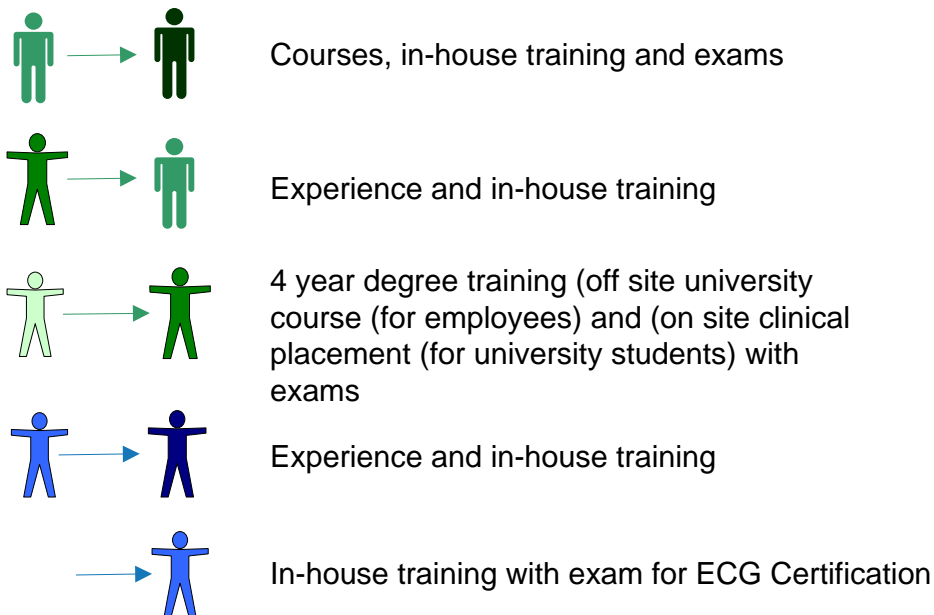 Courses, in-house training and exams
Experience and in-house training
4 year degree training (off site university
course (for employees) and (on site clinical
placement (for university students) with
exams
Experience and in-house training
In-house training with exam for ECG Certification